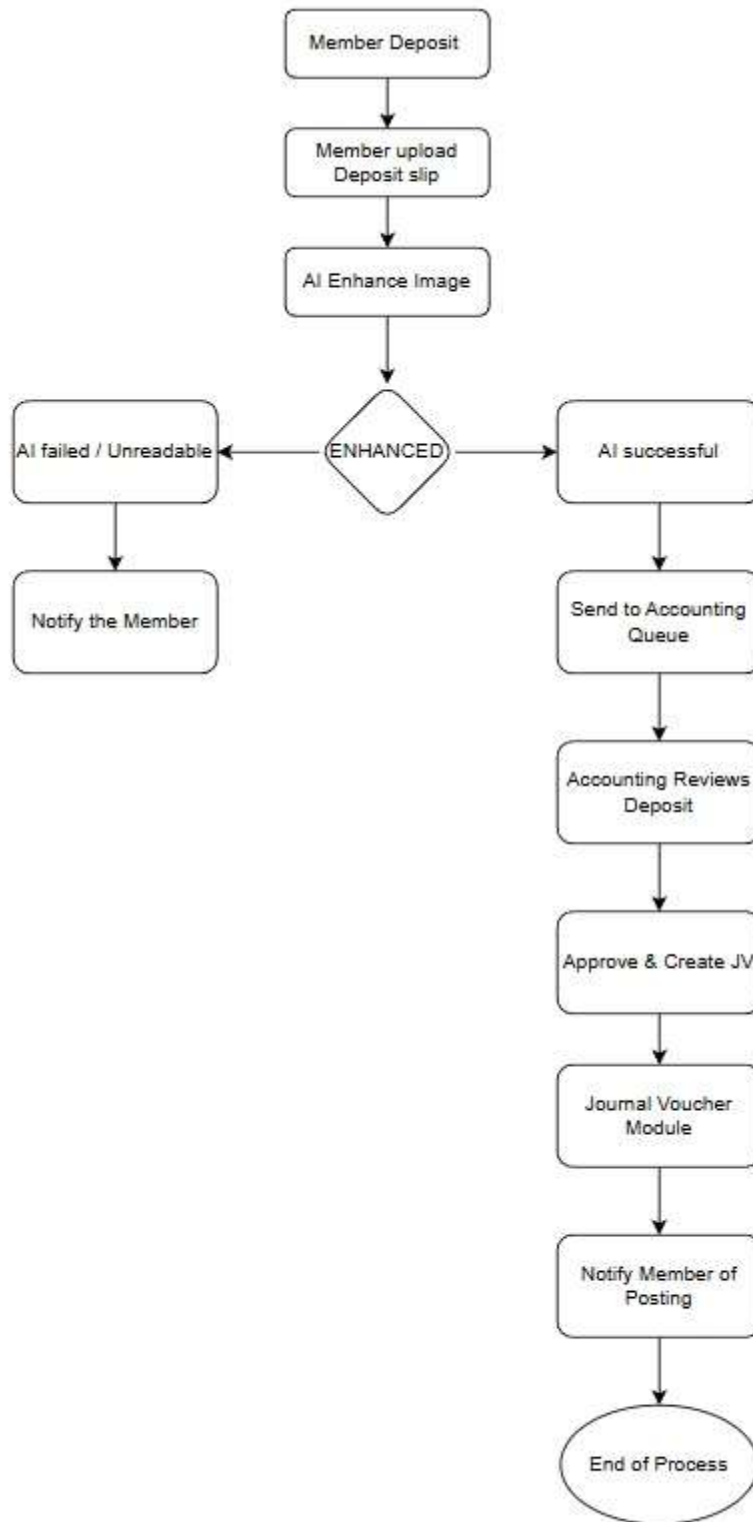 Member Deposit
Member upload
Deposit slip
AI Enhance Image
AI failed / Unreadable
ENHANCED
AI successful
Notify the Member
Send to Accounting
Queue
Accounting Reviews
Deposit
Approve & Create JV
Journal Voucher
Module
Notify Member of
Posting
End of Process